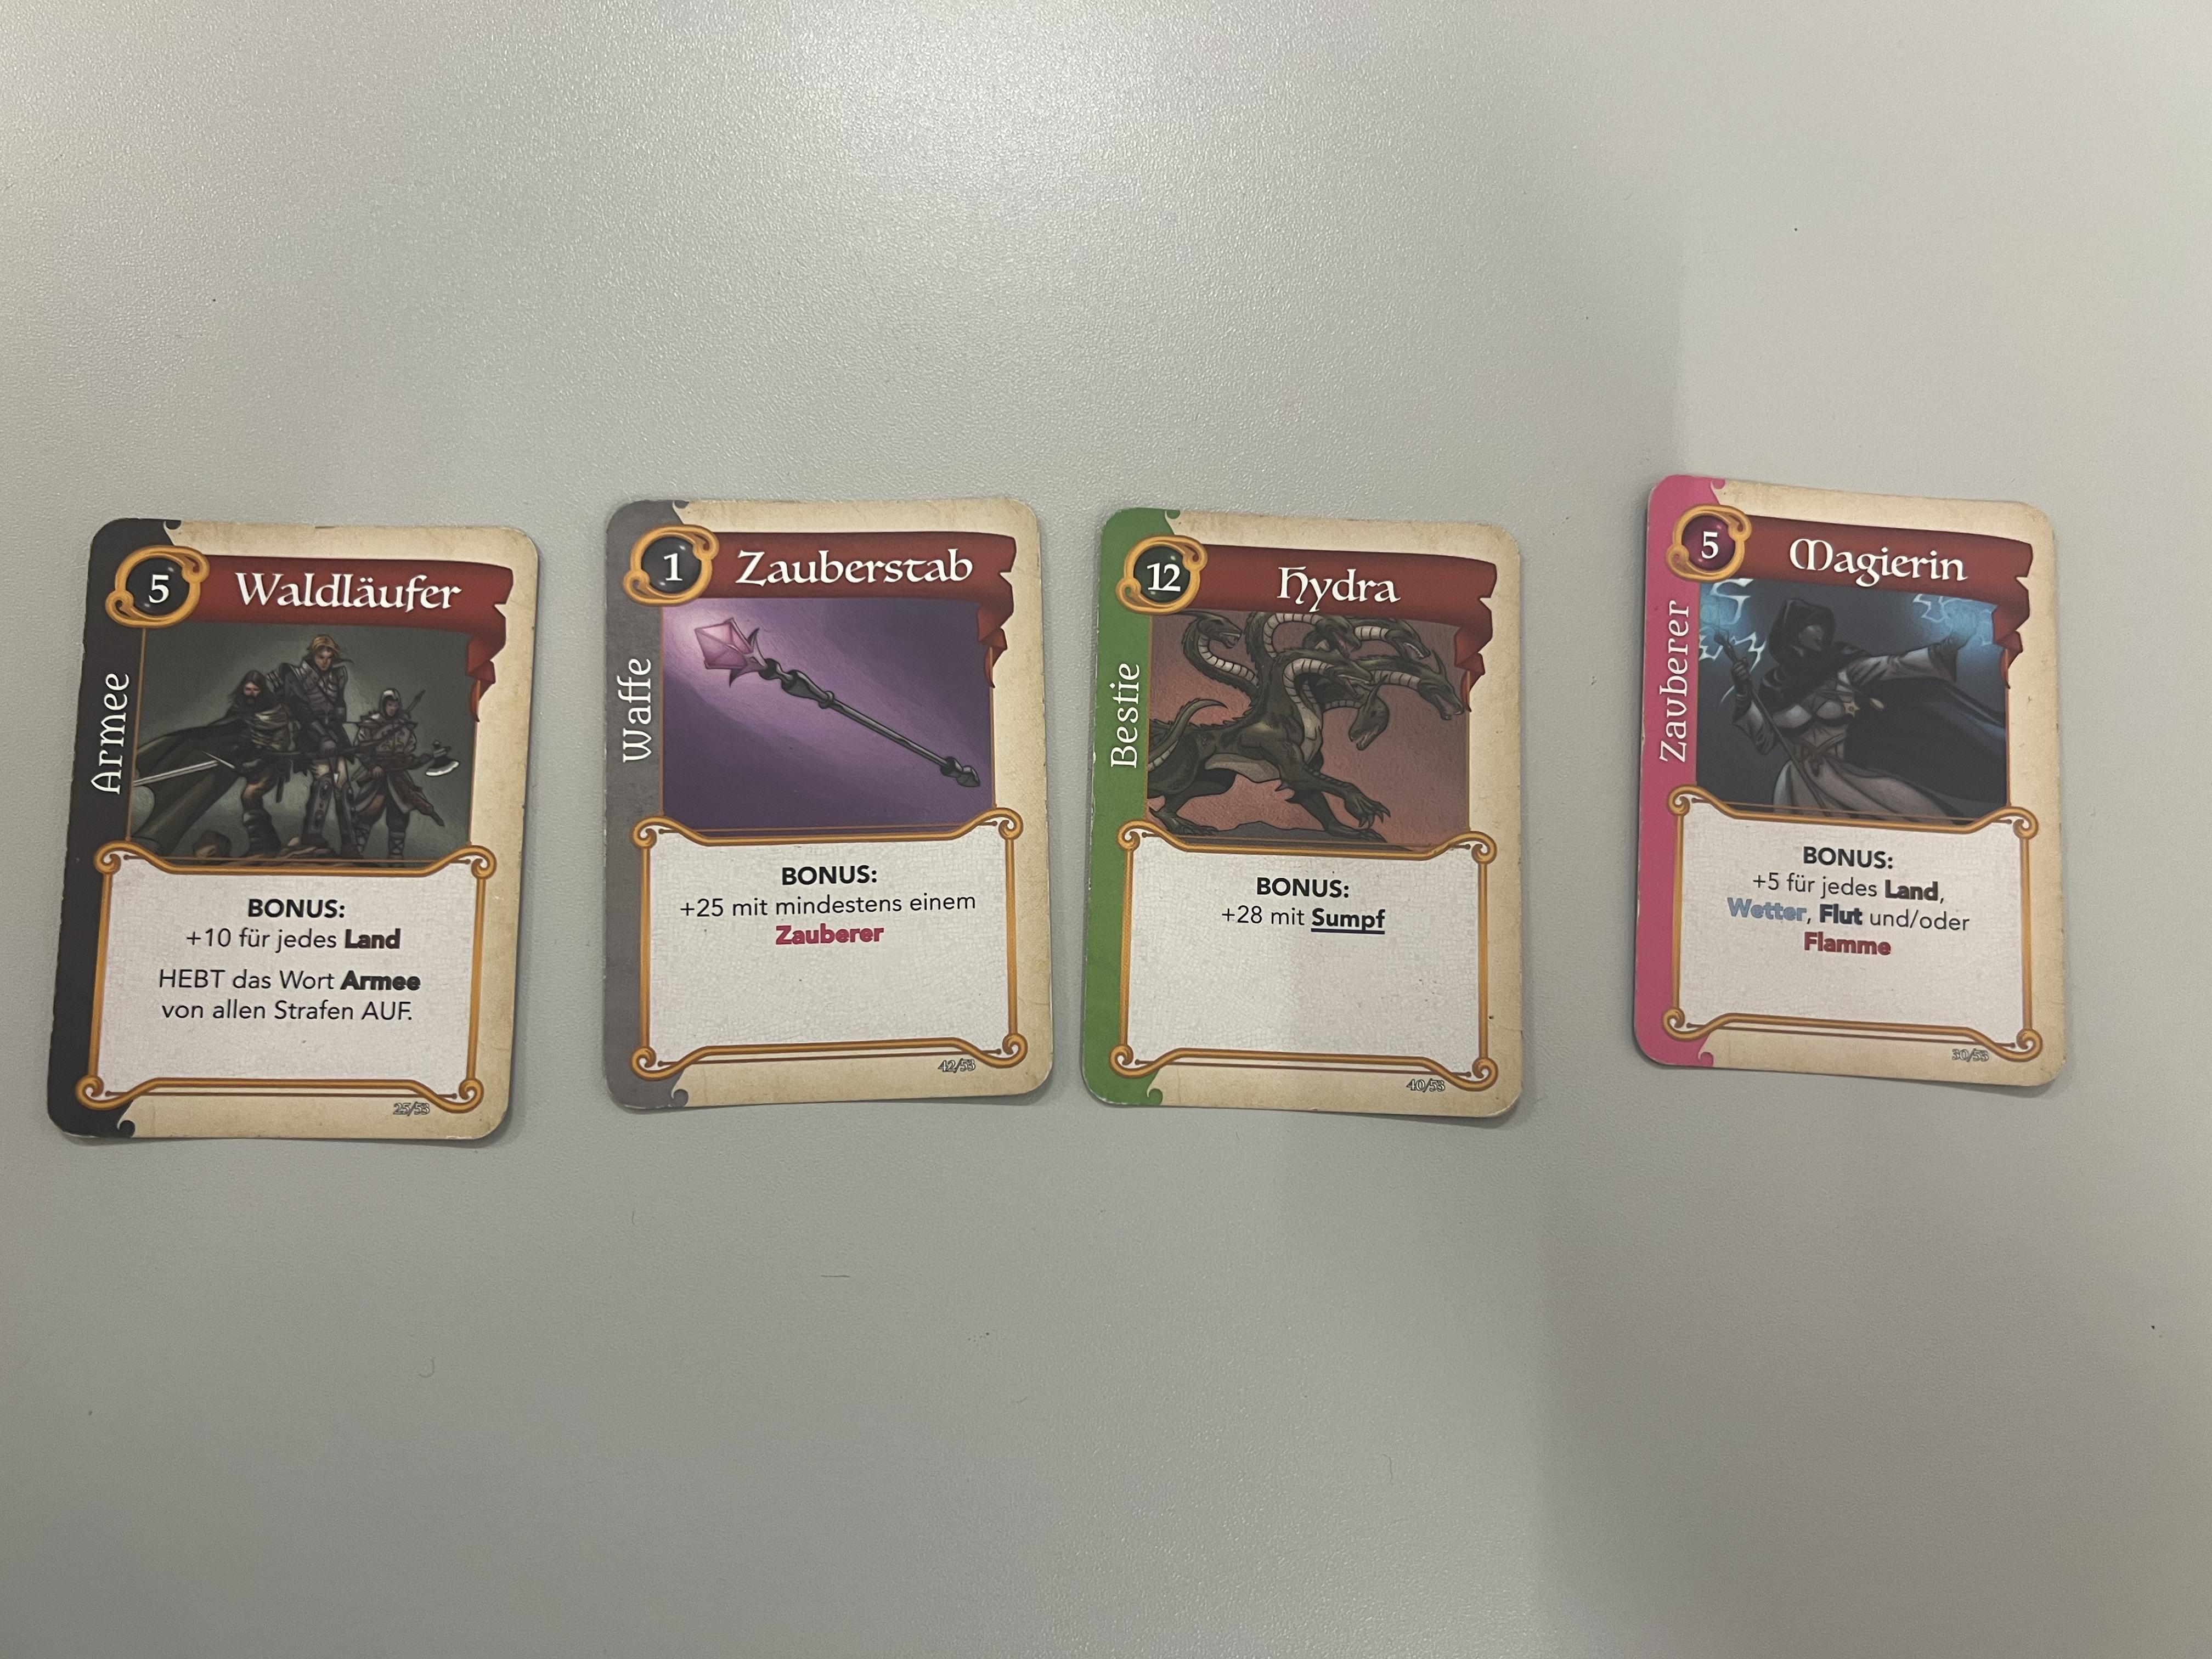 Armee
5
Waldläufer
BONUS:
+10 für jedes Land
HEBT das Wort Armee
von allen Strafen AUF.
25/53
Waffe
1
Zauberstab
BONUS:
+25 mit mindestens einem
Zauberer
42/53
Bestie
12
Hydra
BONUS:
+28 mit Sumpf
40/53
Zauberer
5
Magierin
BONUS:
+5 für jedes Land,
Wetter, Flut und/oder
Flamme
30/53